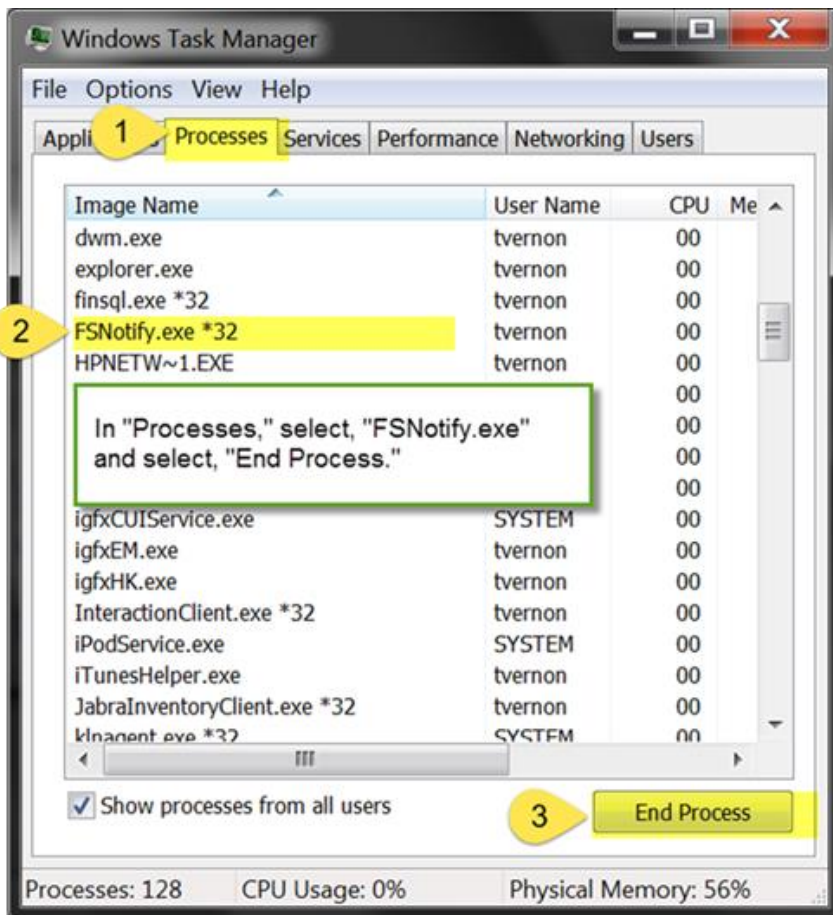 Windows Task Manager
File Options View Help
1 Processes Services Performance Networking Users
Image Name User Name CPU
dwm.exe tvernon 00
explorer.exe tvernon 00
finsql.exe *32 tvernon 00
2 FSNotify.exe *32 tvernon 00
HPNETW~1.EXE tvernon 00
00
In "Processes," select, "FSNotify.exe" 00
and select, "End Process." 00
00
igfxCUIService.exe SYSTEM 00
igfxEM.exe tvernon 00
igfxHK.exe tvernon 00
InteractionClient.exe *32 tvernon 00
iPodService.exe SYSTEM 00
iTunesHelper.exe tvernon 00
JabraInventoryClient.exe *32 tvernon 00
klnagent.exe *32 SYSTEM 00
Show processes from all users 3 End Process
Processes: 128 CPU Usage: 0% Physical Memory: 56%